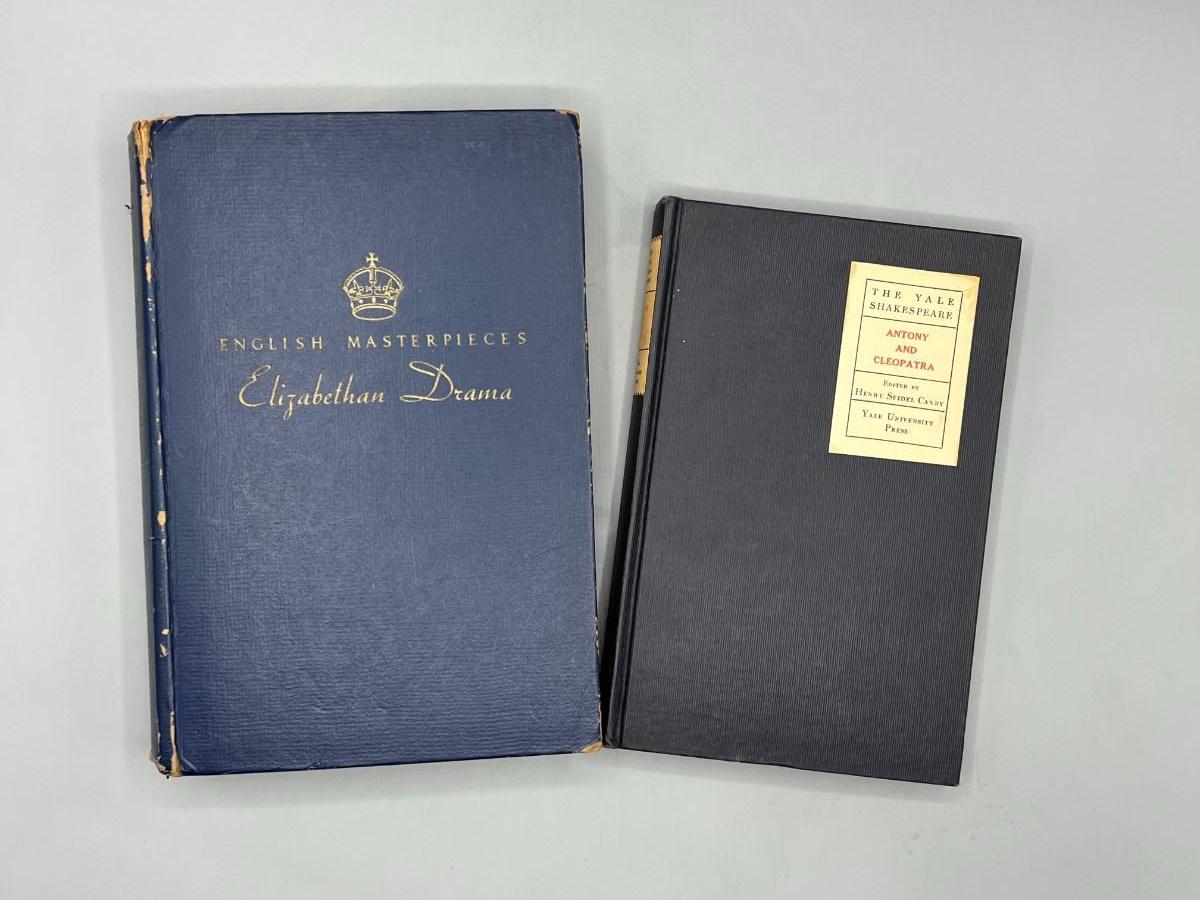 ENGLISH MASTERPIECES
Elizabethan Drama
THE YALE
SHAKESPEARE
ANTONY
AND
CLEOPATRA
EDITED BY
HENRY SEIDEL CANBY
YALE UNIVERSITY
PRESS